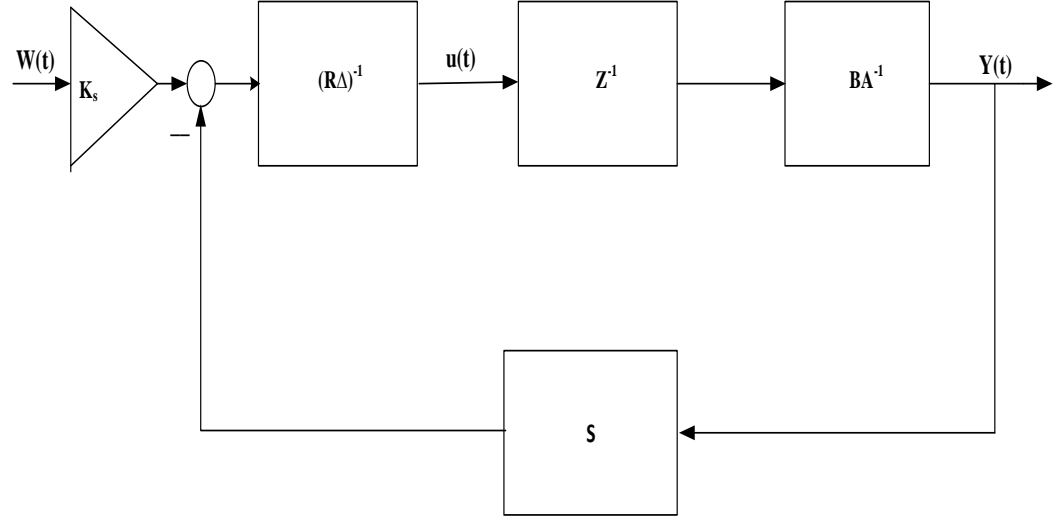 W(t)
Kₛ
—
(RΔ)⁻¹
u(t)
Z⁻¹
BA⁻¹
Y(t)
S